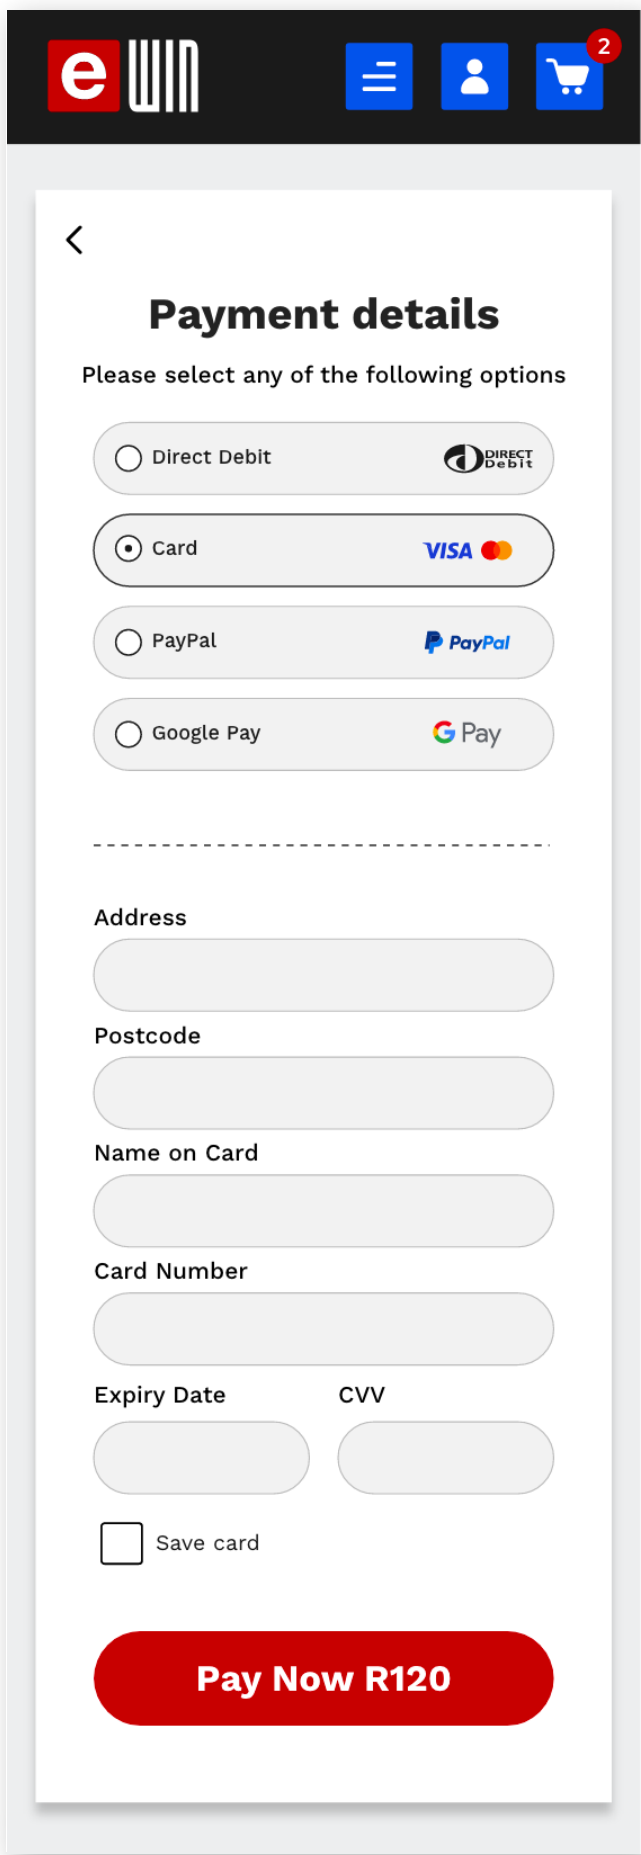 e WIN
2
Payment details
Please select any of the following options
Direct Debit DIRECT Debit
Card VISA
PayPal PayPal
Google Pay G Pay
Address
Postcode
Name on Card
Card Number
Expiry Date CVV
Save card
Pay Now R120